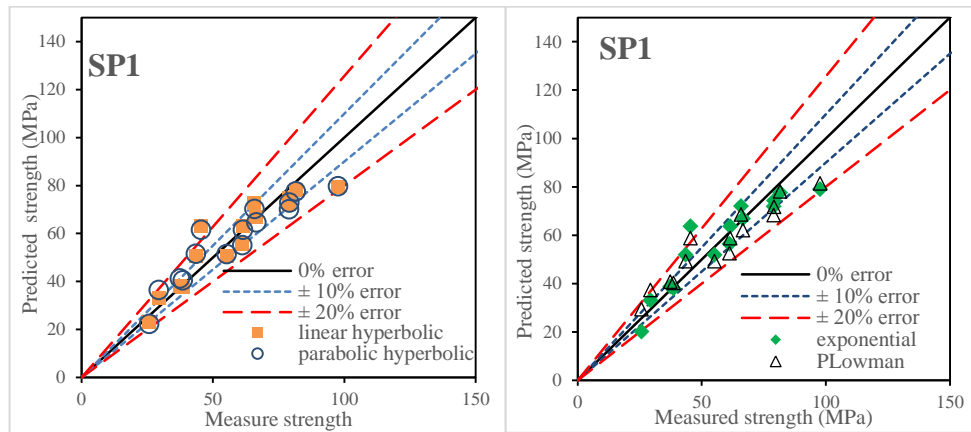 SP1
Predicted strength (MPa)
140
120
100
80
60
40
20
0
0% error
± 10% error
± 20% error
linear hyperbolic
parabolic hyperbolic
0
50
100
150
Measure strength
SP1
Predicted strength (MPa)
140
120
100
80
60
40
20
0
0% error
± 10% error
± 20% error
exponential
PLowman
0
50
100
150
Measured strength (MPa)